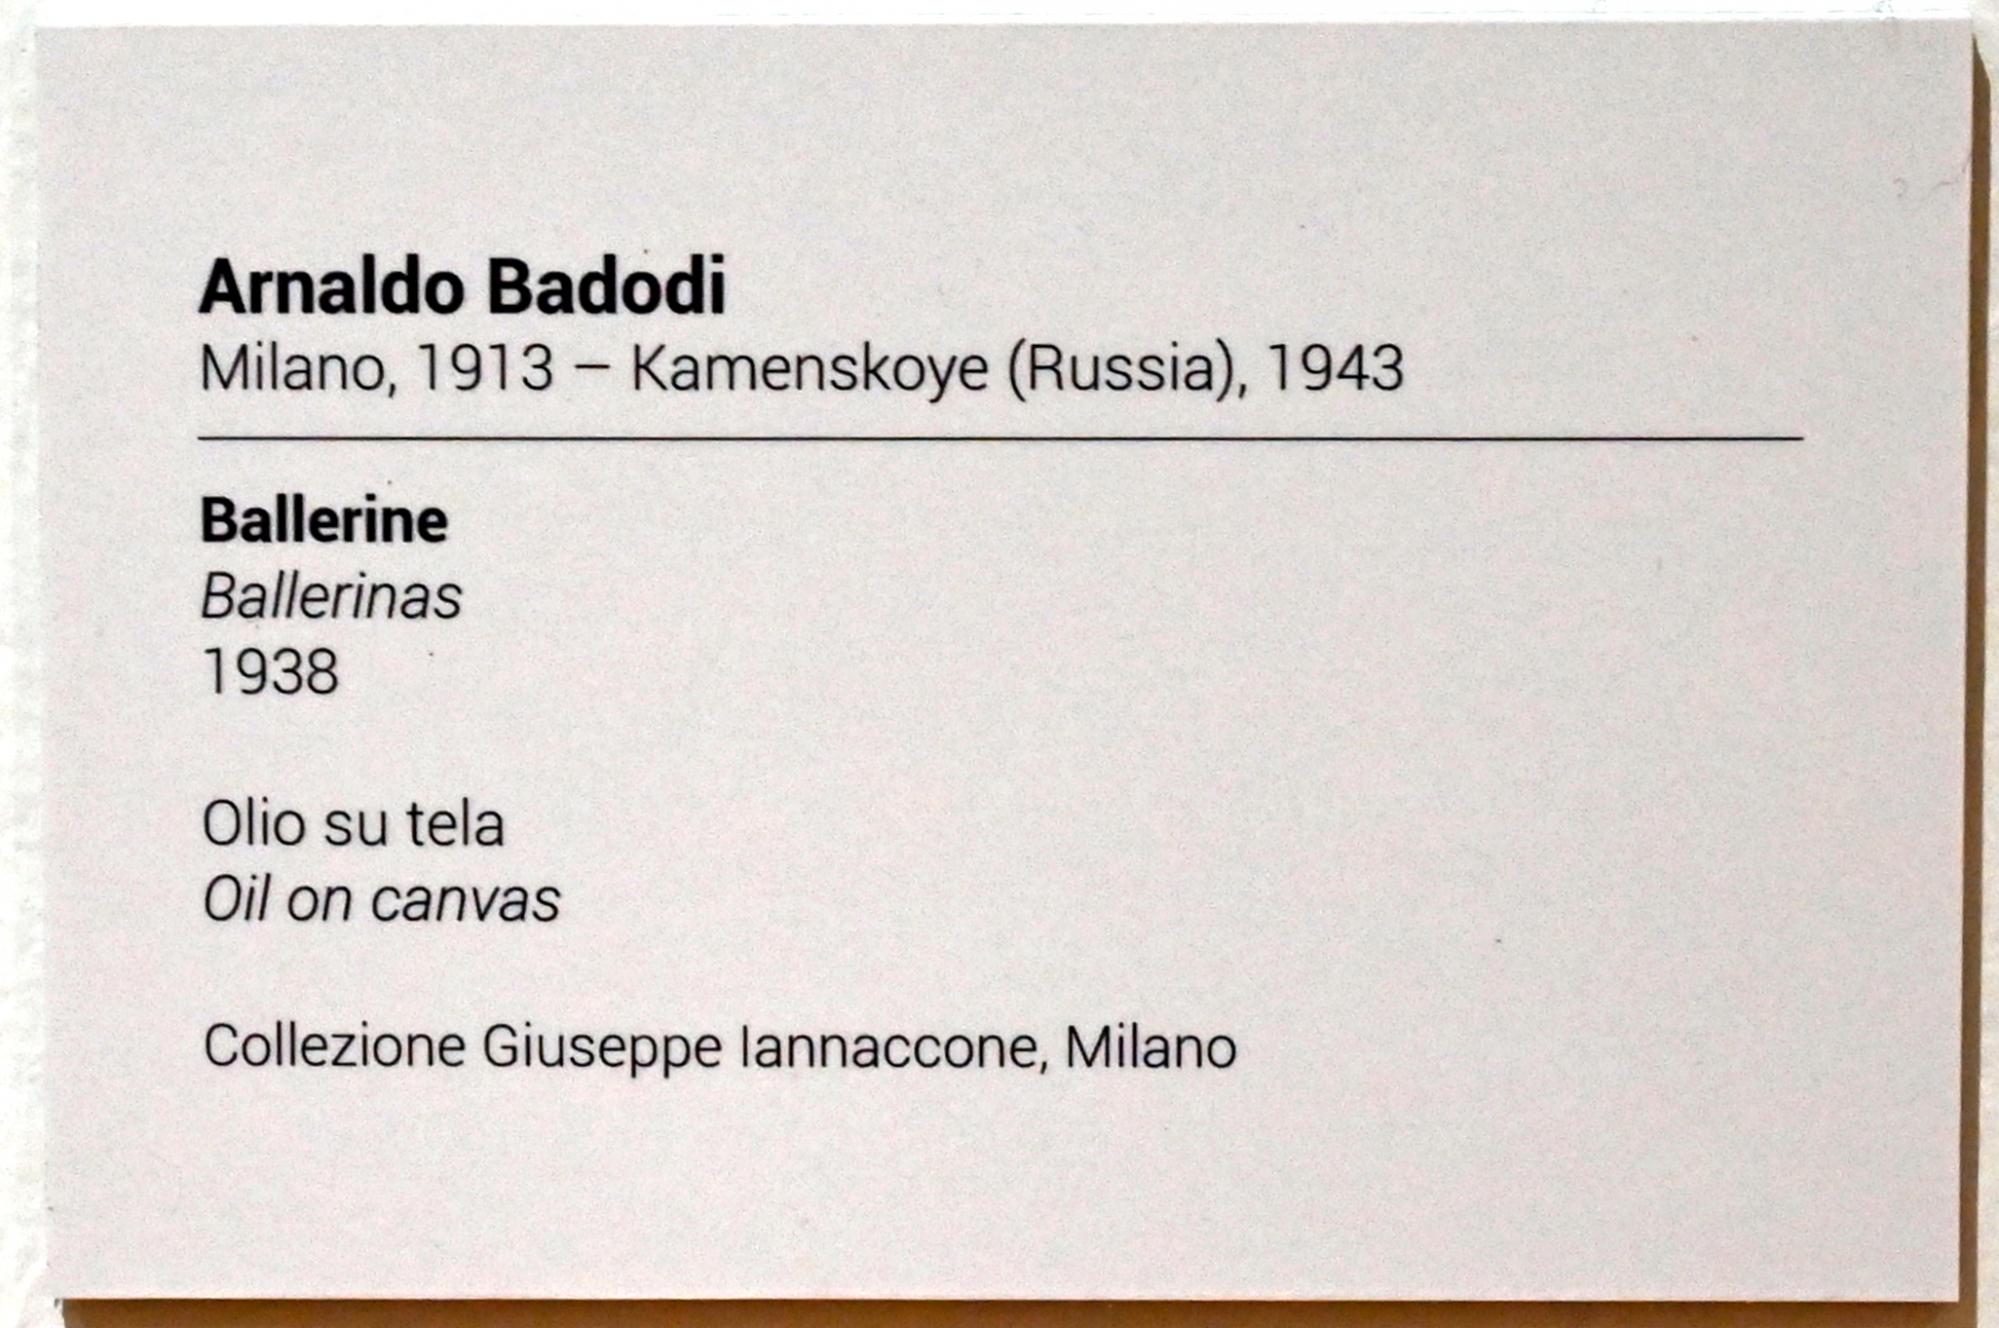 Arnaldo Badodi
Milano, 1913 – Kamenskoye (Russia), 1943
Ballerine
Ballerinas
1938
Olio su tela
Oil on canvas
Collezione Giuseppe Iannaccone, Milano